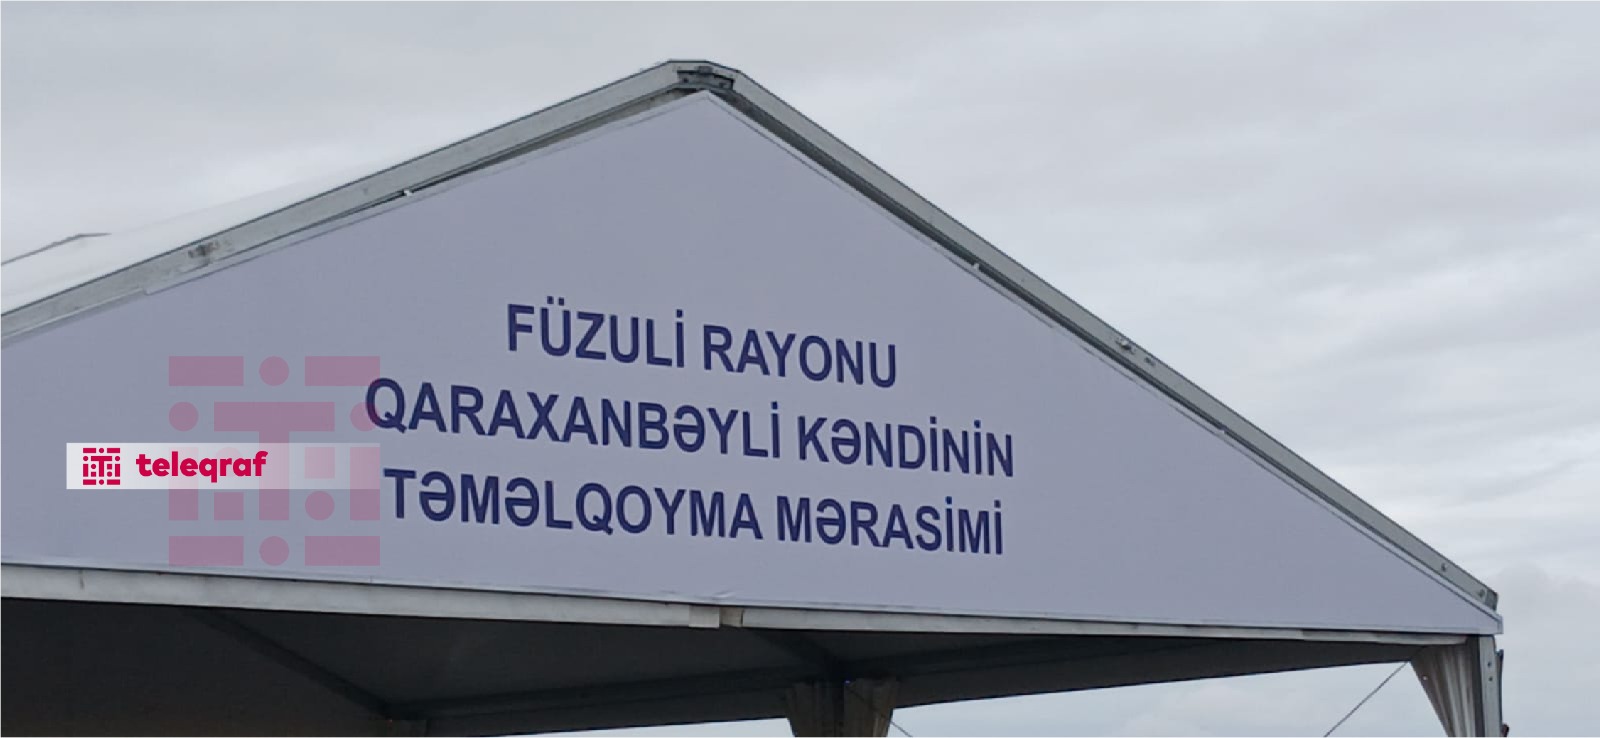 FÜZULİ RAYONU
QARAXANBƏYLİ KƏNDİNİN
TƏMƏLQOYMA MƏRASİMİ
teleqraf